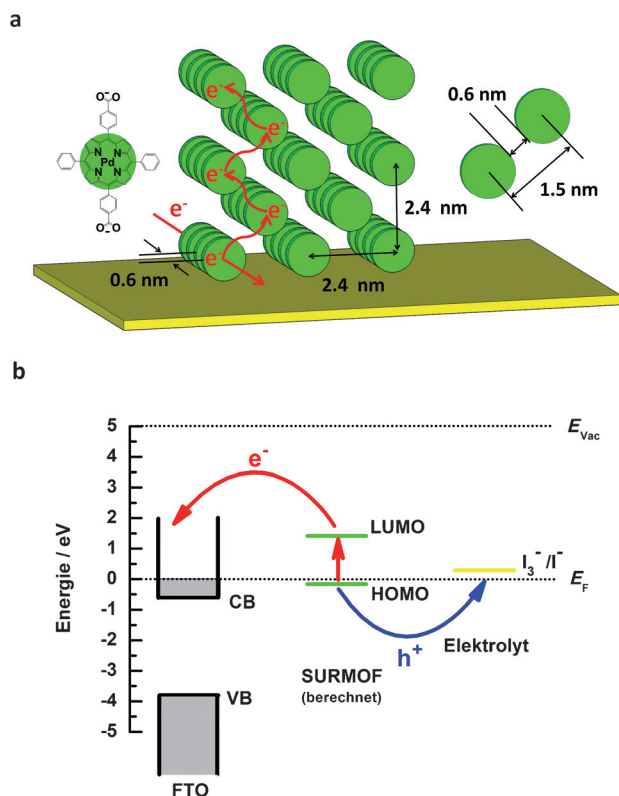 a
O O⁻
N N
Pd
N N
O O⁻
e⁻
e⁻
e⁻
e⁻
e⁻
e⁻
0.6 nm
2.4 nm
2.4 nm
0.6 nm
1.5 nm
b
Energie / eV
5
4
3
2
1
0
-1
-2
-3
-4
-5
E_Vac
e⁻
LUMO
I₃⁻/I⁻
E_F
HOMO
CB
Elektrolyt
h⁺
SURMOF
(berechnet)
VB
FTO